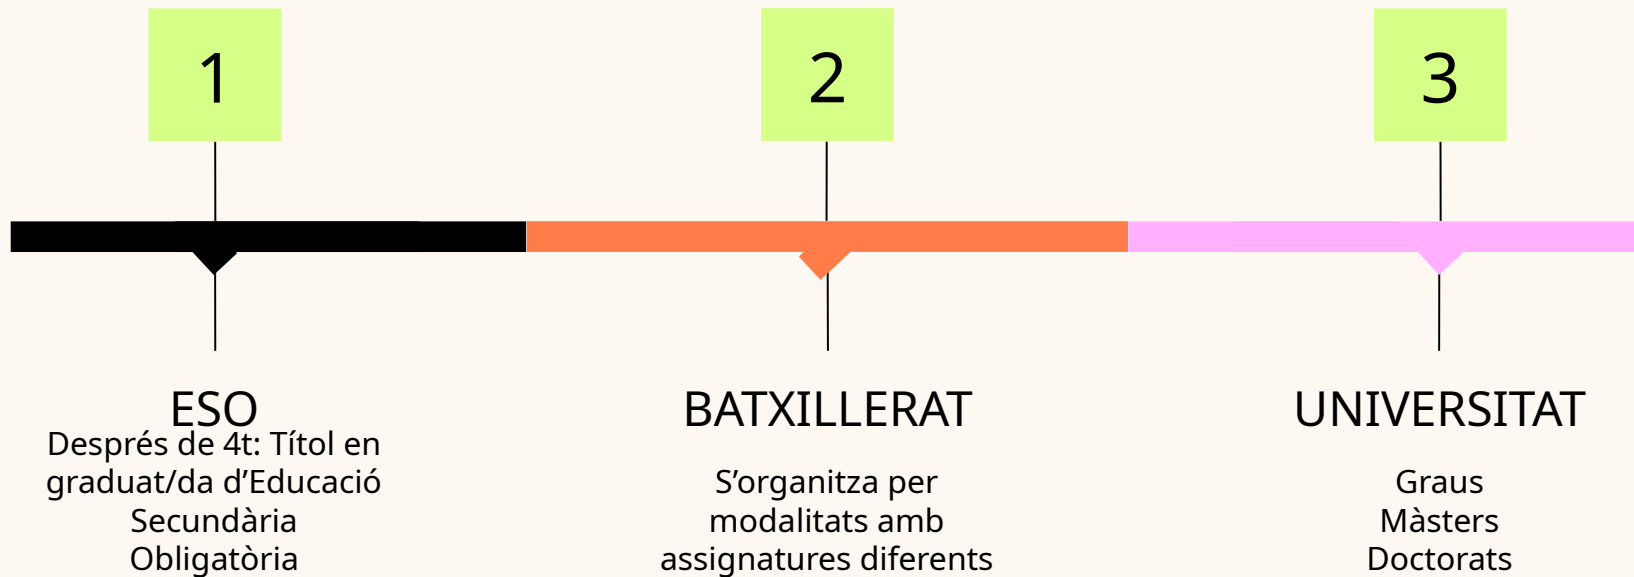 1
2
3
ESO
Després de 4t: Títol en
graduat/da d’Educació
Secundària
Obligatòria
BATXILLERAT
S’organitza per
modalitats amb
assignatures diferents
UNIVERSITAT
Graus
Màsters
Doctorats